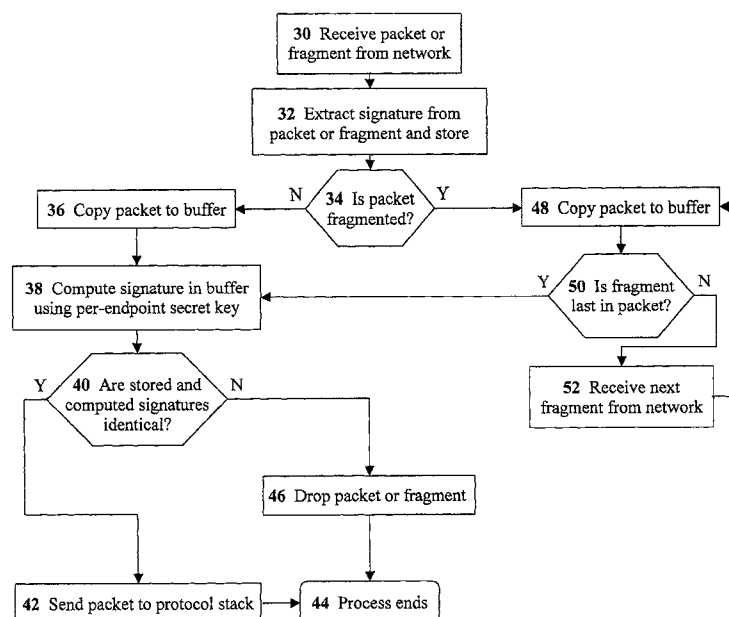 30 Receive packet or
fragment from network
32 Extract signature from
packet or fragment and store
N
34 Is packet
fragmented?
Y
36 Copy packet to buffer
48 Copy packet to buffer
38 Compute signature in buffer
using per-endpoint secret key
Y
50 Is fragment
last in packet?
N
Y
40 Are stored and
computed signatures
identical?
N
52 Receive next
fragment from network
46 Drop packet or fragment
42 Send packet to protocol stack
44 Process ends